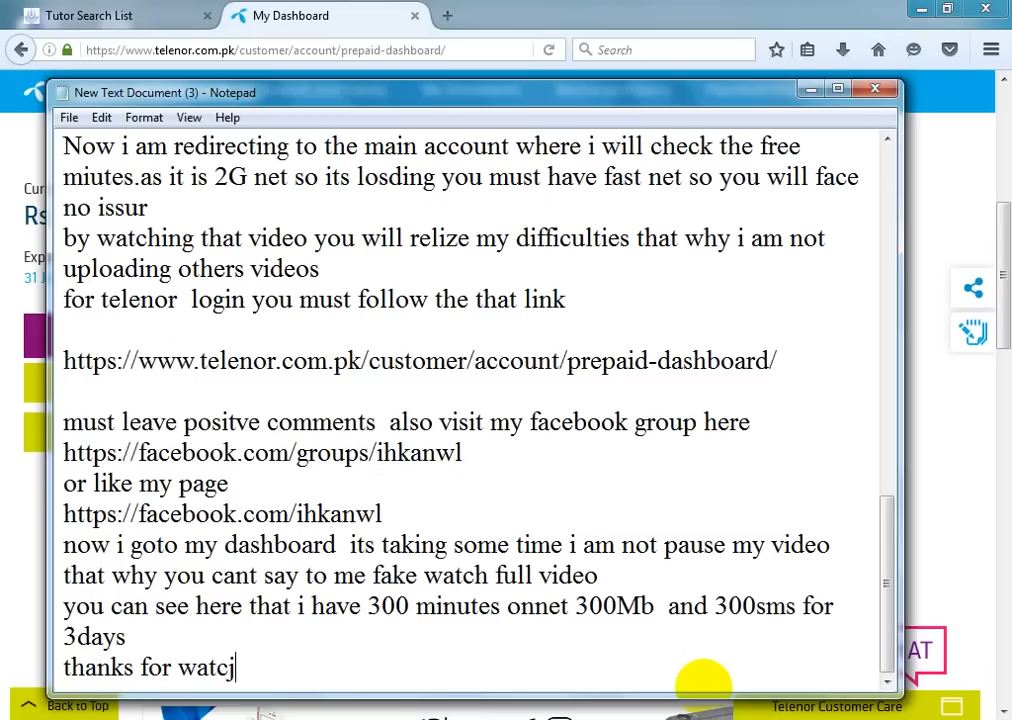 Tutor Search List
My Dashboard
https://www.telenor.com.pk/customer/account/prepaid-dashboard/
Search
New Text Document (3) - Notepad
File Edit Format View Help
Now i am redirecting to the main account where i will check the free
miutes.as it is 2G net so its losding you must have fast net so you will face
no issur
by watching that video you will relize my difficulties that why i am not
uploading others videos
for telenor login you must follow the that link
https://www.telenor.com.pk/customer/account/prepaid-dashboard/
must leave positve comments also visit my facebook group here
https://facebook.com/groups/ihkanwl
or like my page
https://facebook.com/ihkanwl
now i goto my dashboard its taking some time i am not pause my video
that why you cant say to me fake watch full video
you can see here that i have 300 minutes onnet 300Mb and 300sms for
3days
thanks for watcj
Rs
31
AT
Back to Top
Telenor Customer Care